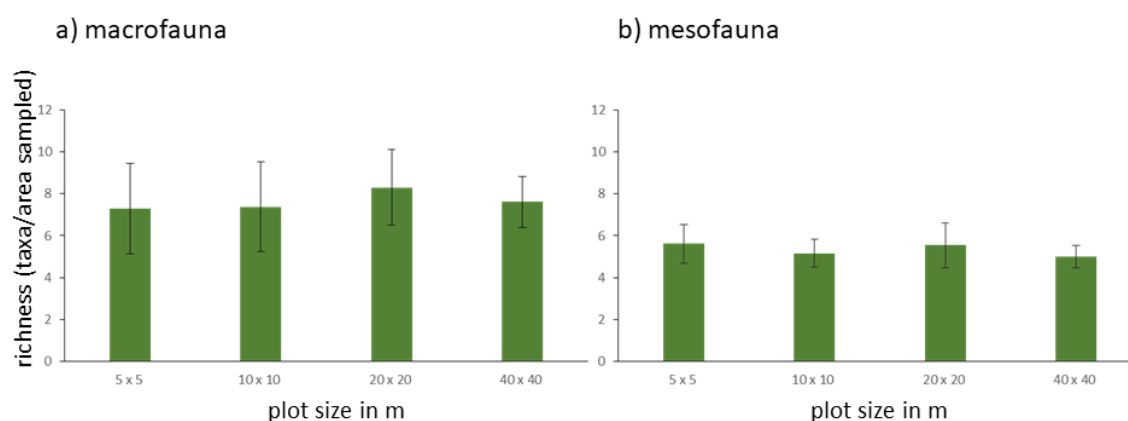 a) macrofauna
richness (taxa/area sampled)
12
10
8
6
4
2
0
5 x 5
10 x 10
20 x 20
40 x 40
plot size in m
b) mesofauna
12
10
8
6
4
2
0
5 x 5
10 x 10
20 x 20
40 x 40
plot size in m